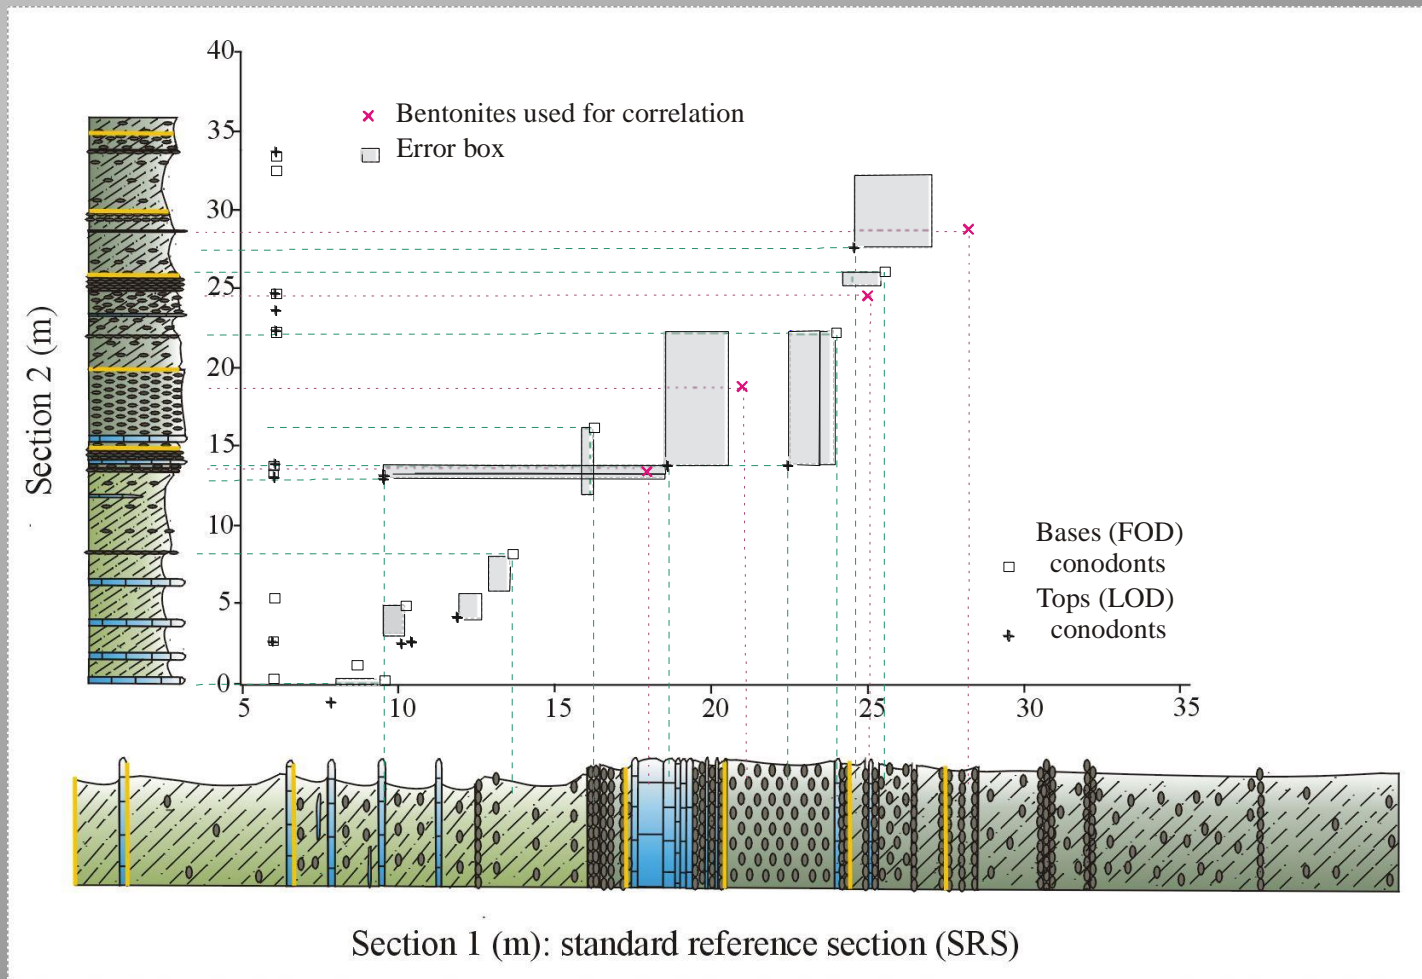 40
35
30
25
20
15
10
5
0
Section 2 (m)
Bentonites used for correlation
Error box
Bases (FOD)
conodonts
Tops (LOD)
conodonts
5 10 15 20 25 30 35
Section 1 (m): standard reference section (SRS)